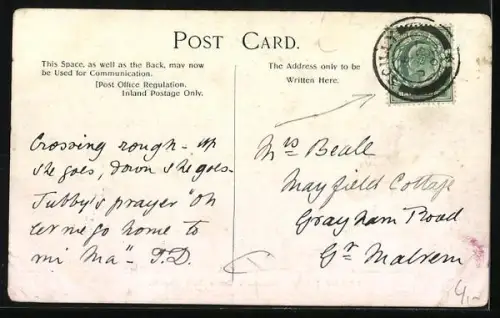 POST CARD.
This Space, as well as the Back, may now
be Used for Communication.
[Post Office Regulation.
Inland Postage Only.
The Address only to be
Written Here.
Crossing rough - up
she goes, down she goes -
Tubby's prayer "Oh
let me go home to
mi Ma" - T.D.
Mrs Beale
Mayfield Cottage
Graham Road
Gt Malvern
4,-